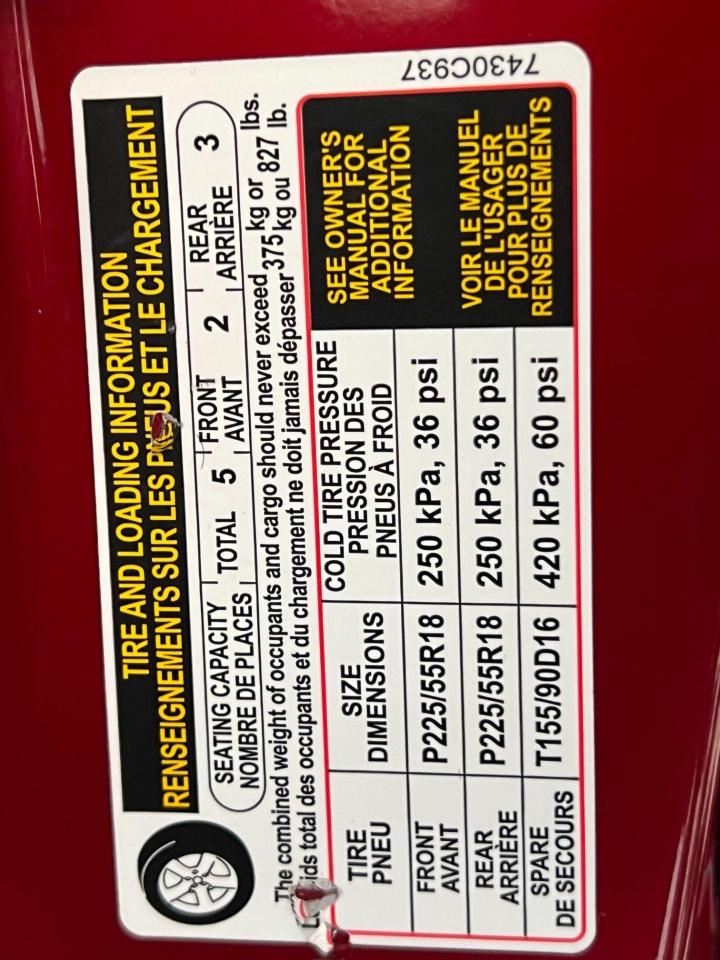 TIRE AND LOADING INFORMATION
RENSEIGNEMENTS SUR LES PNEUS ET LE CHARGEMENT
SEATING CAPACITY
NOMBRE DE PLACES
TOTAL 5
FRONT
AVANT
2
REAR
ARRIÈRE
3
The combined weight of occupants and cargo should never exceed 375 kg or 827 lbs.
ids total des occupants et du chargement ne doit jamais dépasser 375 kg ou 827 lb.
TIRE
PNEU
SIZE
DIMENSIONS
COLD TIRE PRESSURE
PRESSION DES
PNEUS À FROID
SEE OWNER'S
MANUAL FOR
ADDITIONAL
INFORMATION
FRONT
AVANT
P225/55R18
250 kPa, 36 psi
REAR
ARRIÈRE
P225/55R18
250 kPa, 36 psi
VOIR LE MANUEL
DE L'USAGER
POUR PLUS DE
RENSEIGNEMENTS
SPARE
DE SECOURS
T155/90D16
420 kPa, 60 psi
7430C937